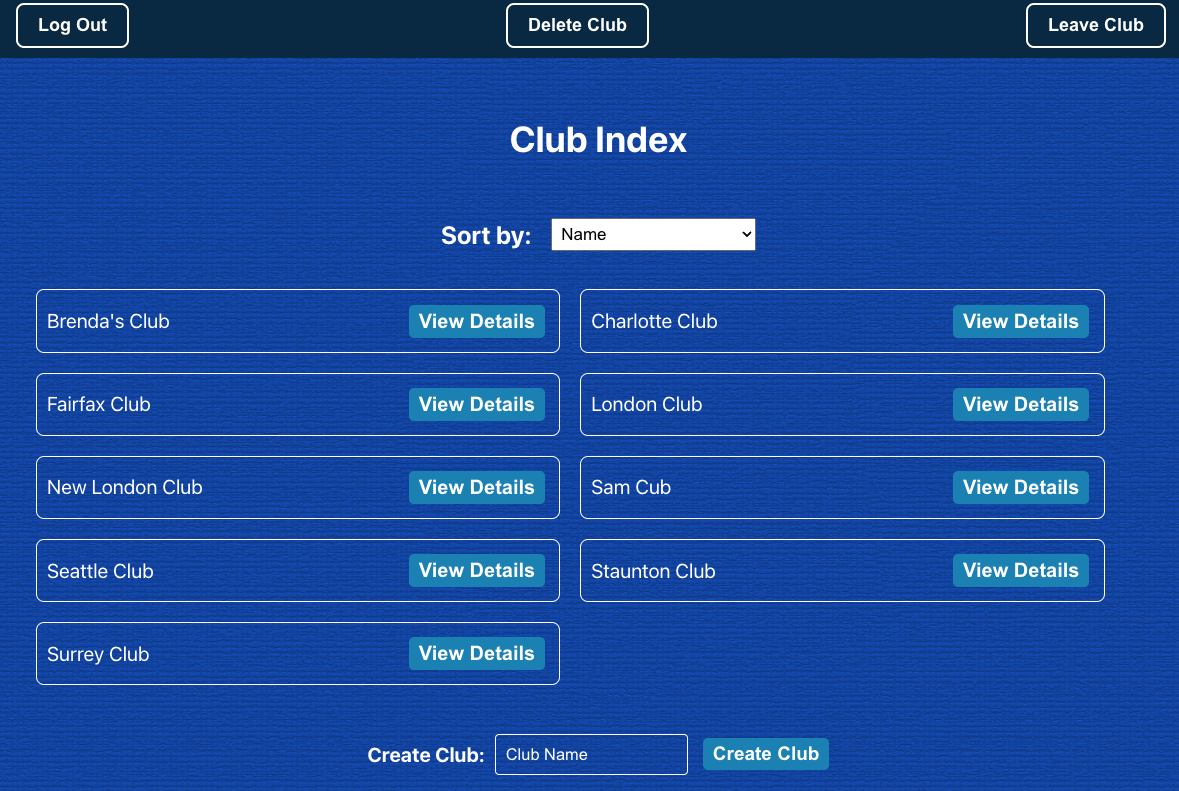 Log Out Delete Club Leave Club
Club Index
Sort by: Name
Brenda's Club View Details Charlotte Club View Details
Fairfax Club View Details London Club View Details
New London Club View Details Sam Cub View Details
Seattle Club View Details Staunton Club View Details
Surrey Club View Details
Create Club: Club Name Create Club